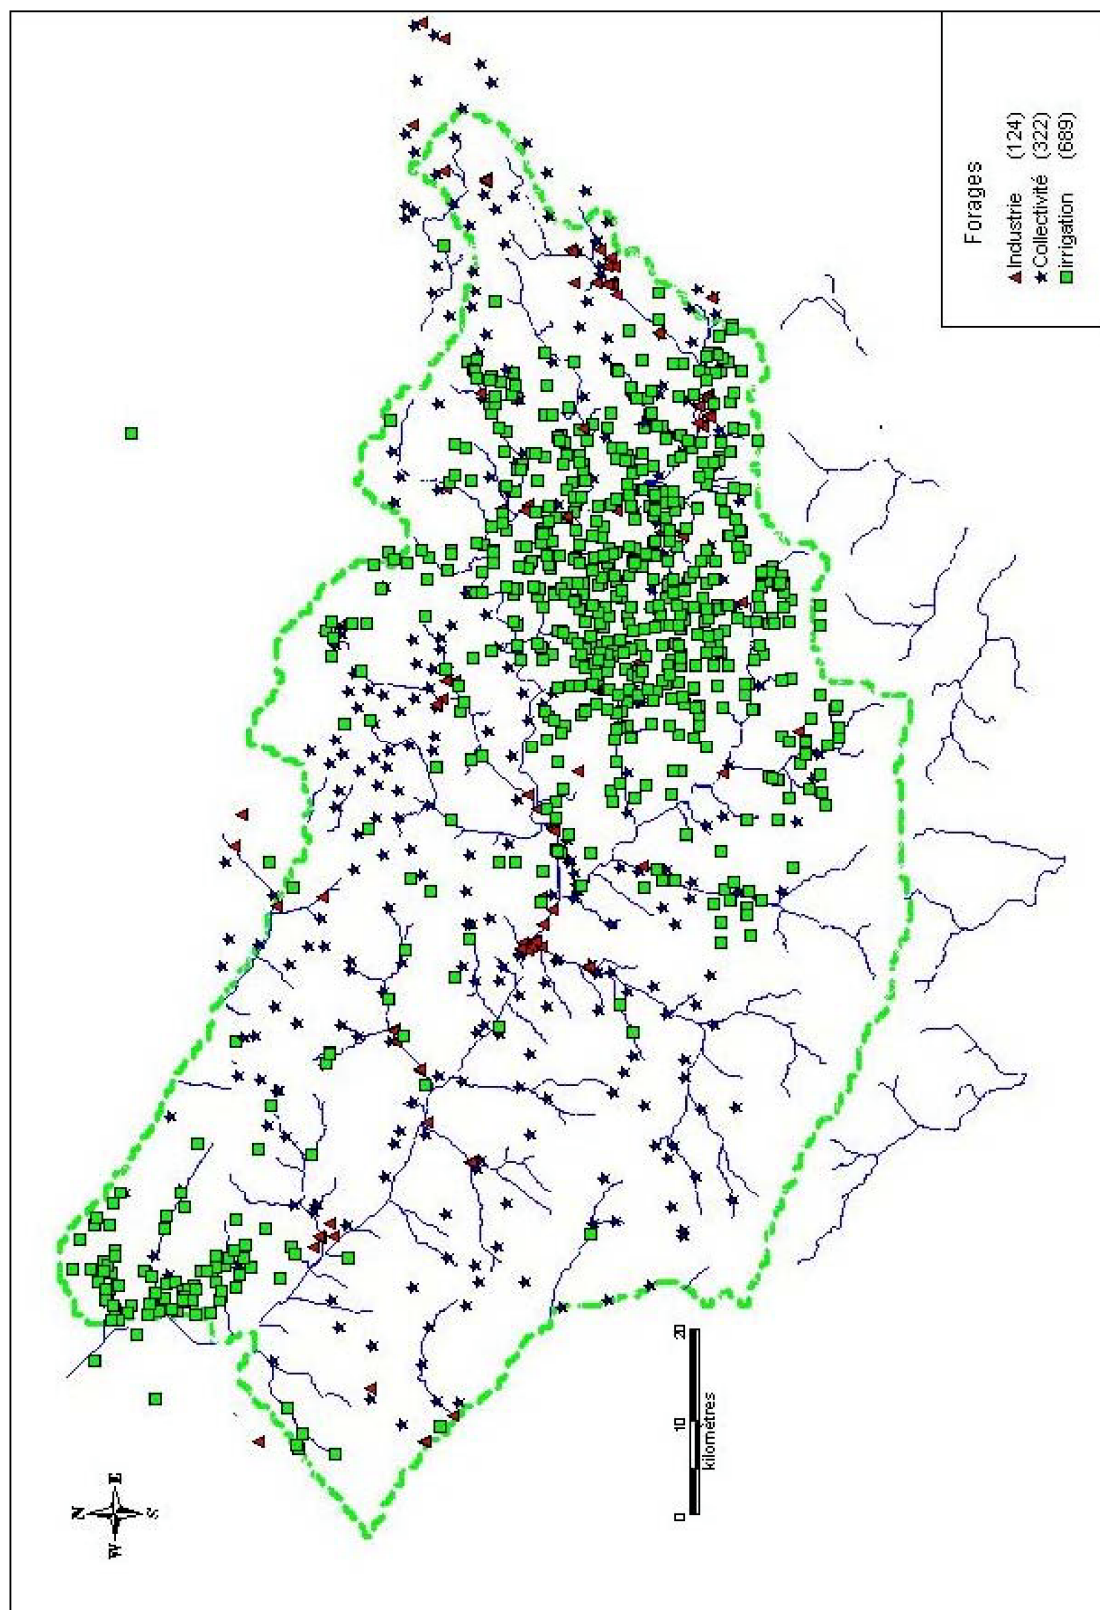 N
W E
S
Forages
Industrie (124)
Collectivité (322)
irrigation (689)
0 10 20
kilomètres